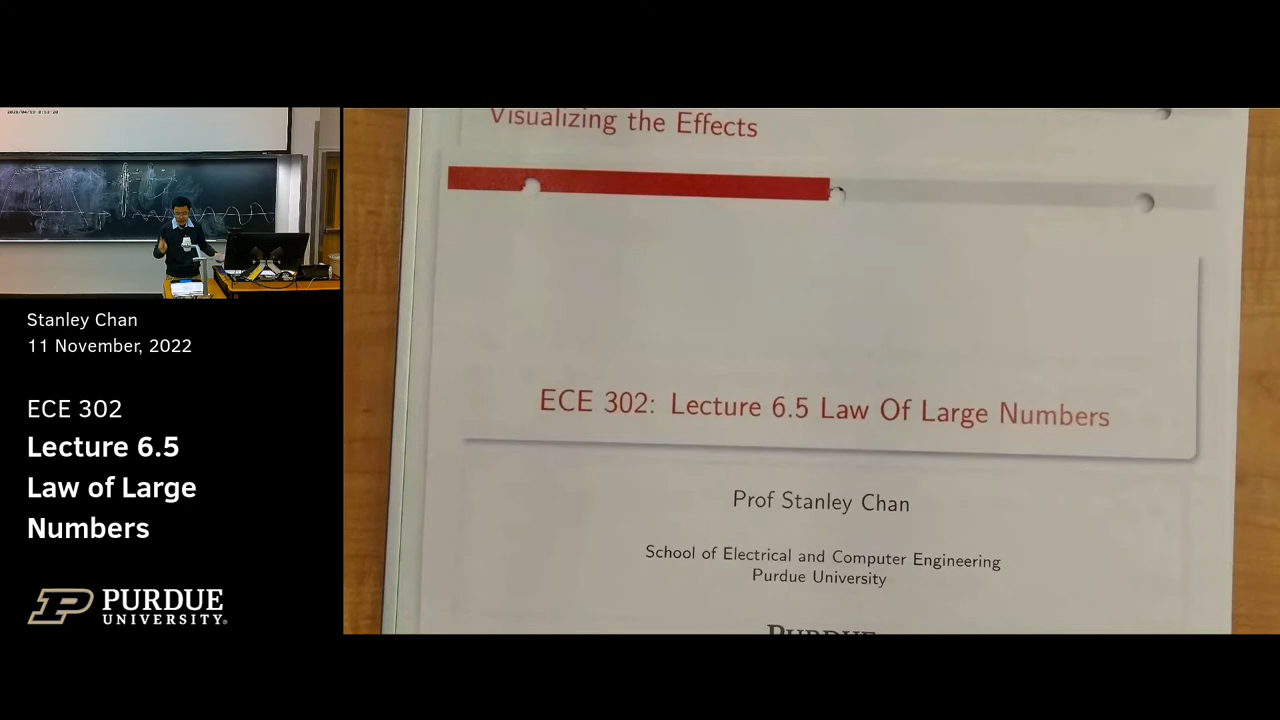 Stanley Chan
11 November, 2022
ECE 302
Lecture 6.5
Law of Large
Numbers
PURDUE
UNIVERSITY®
Visualizing the Effects
ECE 302: Lecture 6.5 Law Of Large Numbers
Prof Stanley Chan
School of Electrical and Computer Engineering
Purdue University
PURDUE